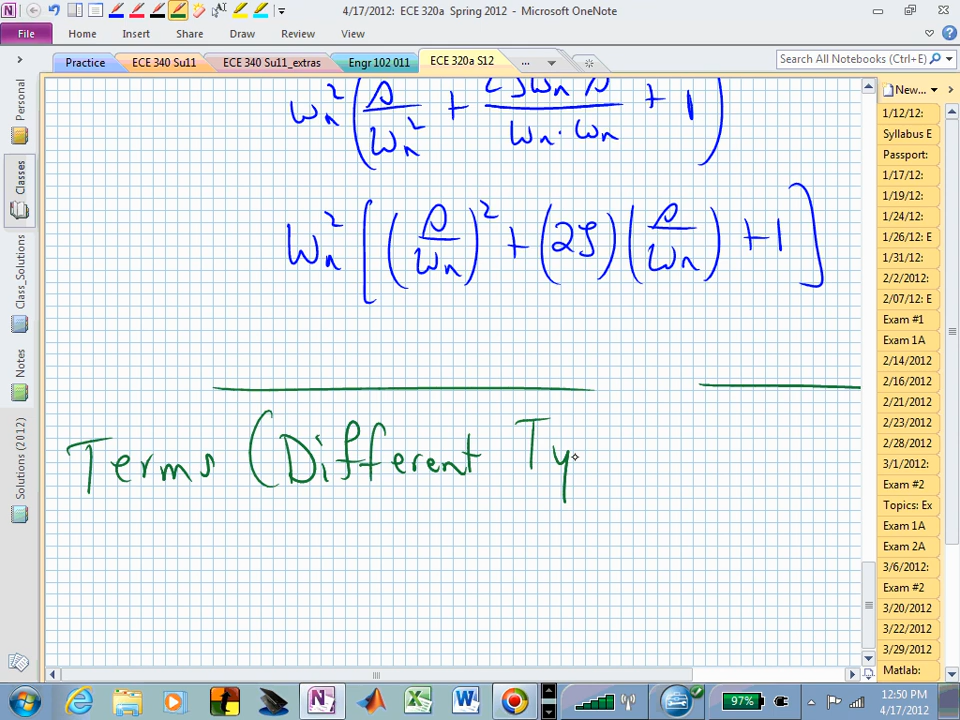 4/17/2012: ECE 320a Spring 2012 - Microsoft OneNote
File Home Insert Share Draw Review View
Practice ECE 340 Su11 ECE 340 Su11_extras Engr 102 011 ECE 320a S12 ...
Search All Notebooks (Ctrl+E)
Personal
Classes
Class_Solutions
Notes
Solutions (2012)
ωn² (s/ωn² + 2ζωn s/ωn·ωn + 1)
ωn² [(s/ωn)² + (2ζ)(s/ωn) + 1]
Terms (Different Ty
New...
1/12/12:
Syllabus E
Passport:
1/17/12:
1/19/12:
1/24/12:
1/26/12: E
1/31/12:
2/2/2012:
2/07/12: E
Exam #1
Exam 1A
2/14/2012
2/16/2012
2/21/2012
2/23/2012
2/28/2012
3/1/2012:
Exam #2
Topics: Ex
Exam 1A
Exam 2A
3/6/2012:
Exam #2
3/20/2012
3/22/2012
3/29/2012
Matlab:
97%
12:50 PM
4/17/2012